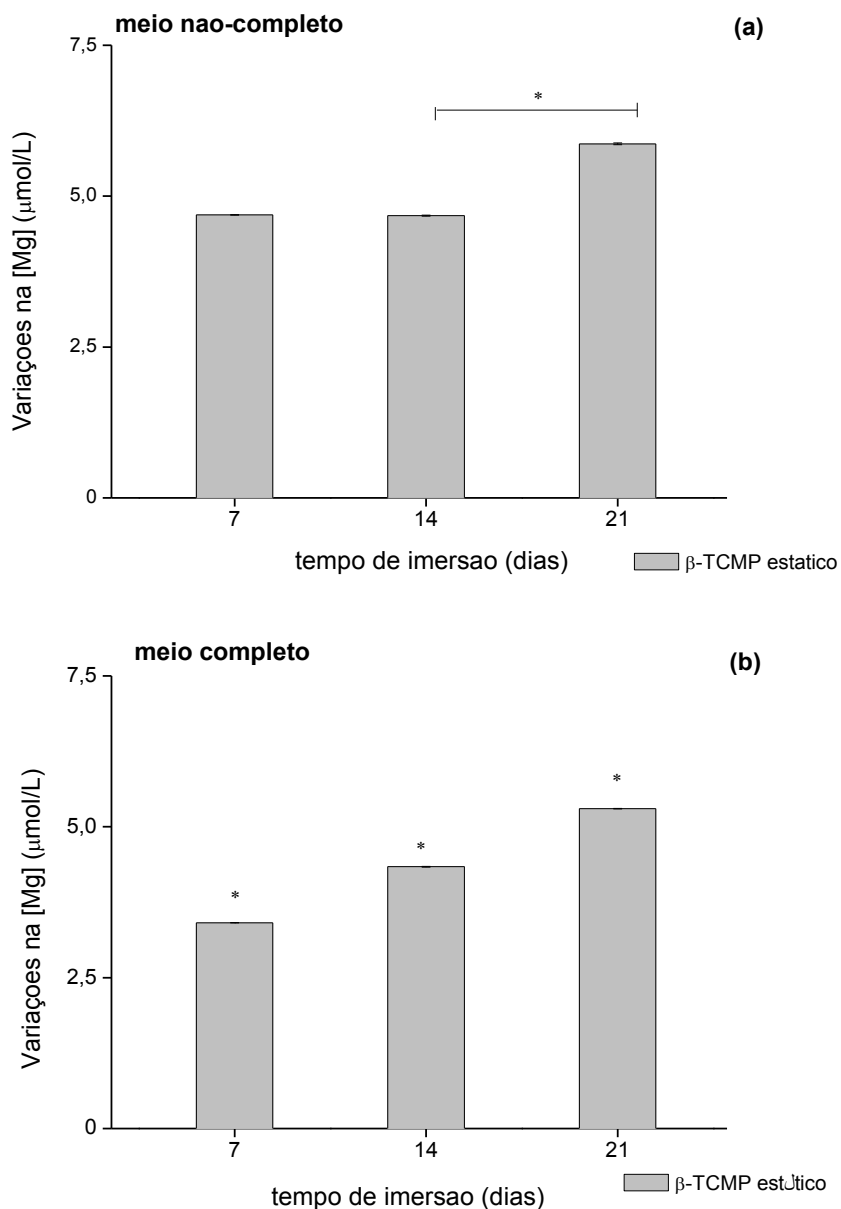 meio nao-completo
(a)
7,5
5,0
2,5
0
Variaçoes na [Mg] (μmol/L)
*
7 14 21
tempo de imersao (dias)
β-TCMP estatico
meio completo
(b)
7,5
5,0
2,5
0
Variaçoes na [Mg] (μmol/L)
* * *
7 14 21
tempo de imersao (dias)
β-TCMP